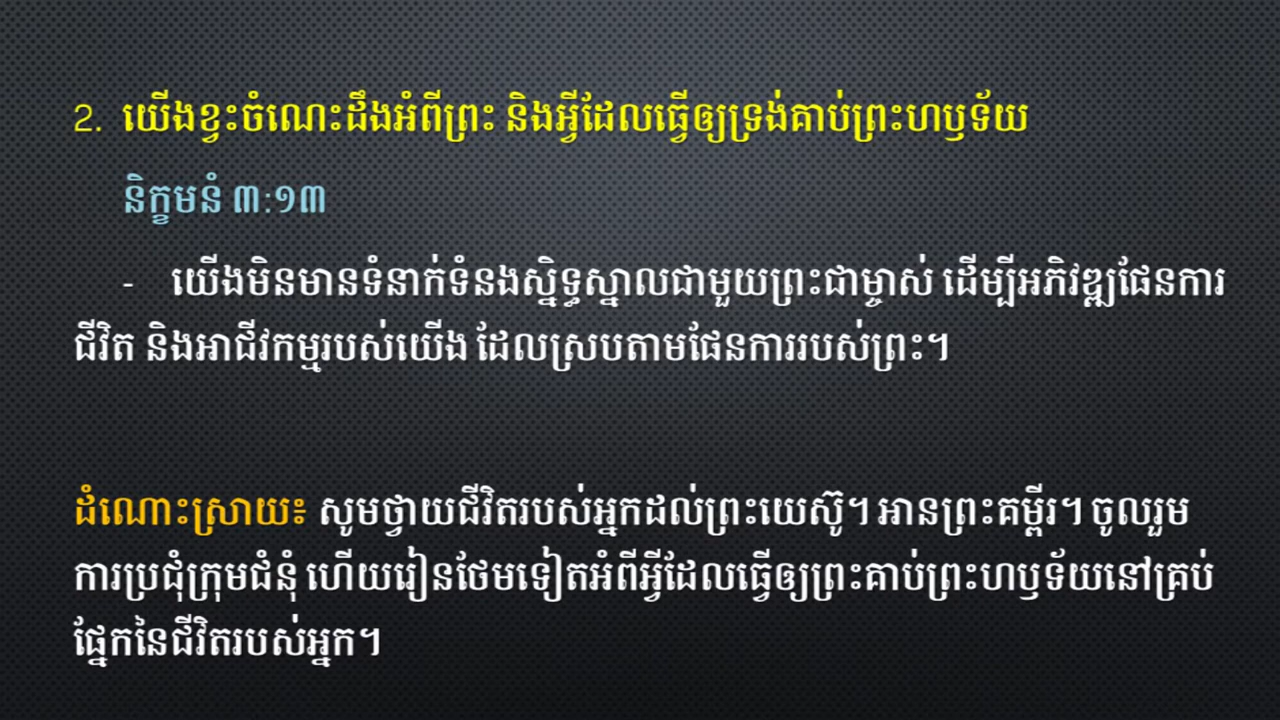 2. យើងខ្វះចំណេះដឹងអំពីព្រះ និងអ្វីដែលធ្វើឲ្យទ្រង់គាប់ព្រះហឫទ័យ
និក្ខមនំ ៣:១៣
- យើងមិនមានទំនាក់ទំនងស្និទ្ធស្នាលជាមួយព្រះជាម្ចាស់ ដើម្បីអភិវឌ្ឍផែនការ
ជីវិត និងអាជីវកម្មរបស់យើង ដែលស្របតាមផែនការរបស់ព្រះ។
ដំណោះស្រាយ៖ សូមថ្វាយជីវិតរបស់អ្នកដល់ព្រះយេស៊ូ។ អានព្រះគម្ពីរ។ ចូលរួម
ការប្រជុំក្រុមជំនុំ ហើយរៀនថែមទៀតអំពីអ្វីដែលធ្វើឲ្យព្រះគាប់ព្រះហឫទ័យនៅគ្រប់
ផ្នែកនៃជីវិតរបស់អ្នក។